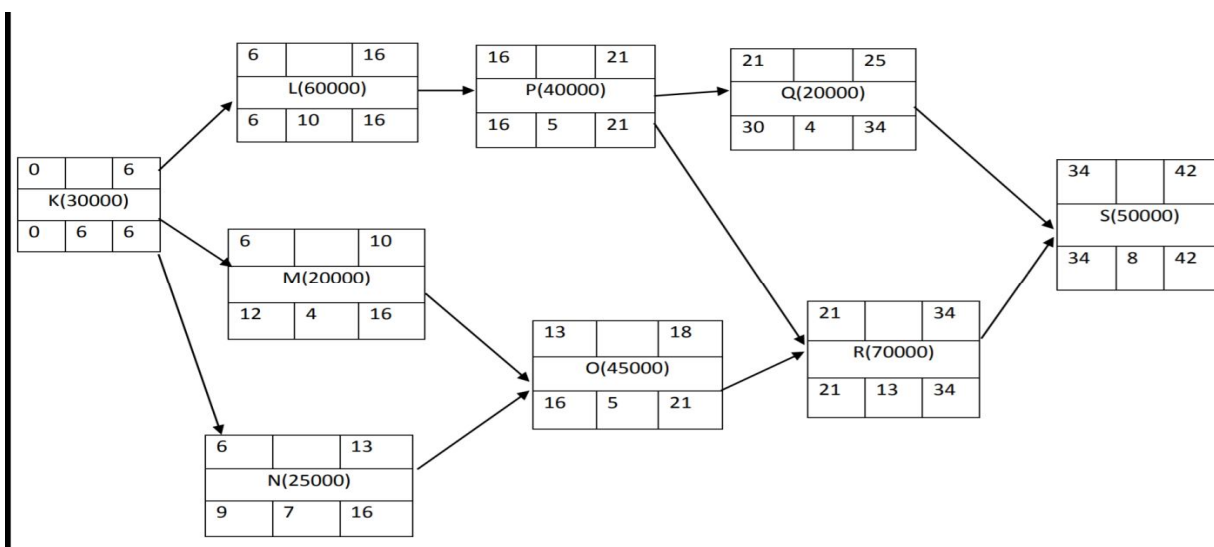 6 16
L(60000)
6 10 16
16 21
P(40000)
16 5 21
21 25
Q(20000)
30 4 34
0 6
K(30000)
0 6 6
34 42
S(50000)
34 8 42
6 10
M(20000)
12 4 16
13 18
O(45000)
16 5 21
21 34
R(70000)
21 13 34
6 13
N(25000)
9 7 16